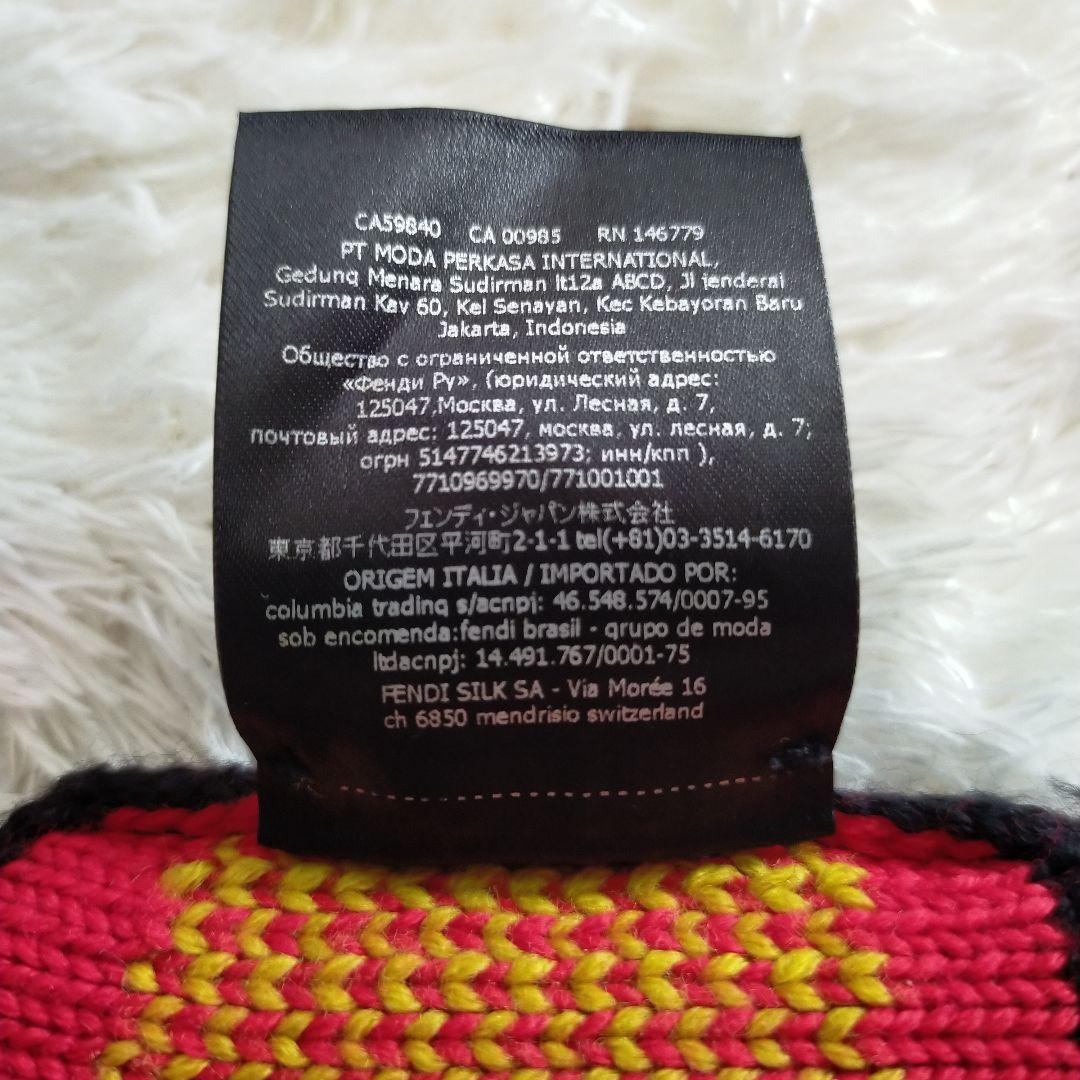 CA59840 CA 00985 RN 146779
PT MODA PERKASA INTERNATIONAL,
Gedung Menara Sudirman lt12a ABCD, Jl jenderal
Sudirman Kav 60, Kel Senayan, Kec Kebayoran Baru
Jakarta, Indonesia
Общество с ограниченной ответственностью
«Фенди Ру», (юридический адрес:
125047,Москва, ул. Лесная, д. 7,
почтовый адрес: 125047, москва, ул. лесная, д. 7;
огрн 5147746213973; инн/кпп ),
7710969970/771001001
フェンディ・ジャパン株式会社
東京都千代田区平河町2-1-1 tel(+81)03-3514-6170
ORIGEM ITALIA / IMPORTADO POR:
columbia trading s/acnpj: 46.548.574/0007-95
sob encomenda:fendi brasil - grupo de moda
ltdacnpj: 14.491.767/0001-75
FENDI SILK SA - Via Morée 16
ch 6850 mendrisio switzerland